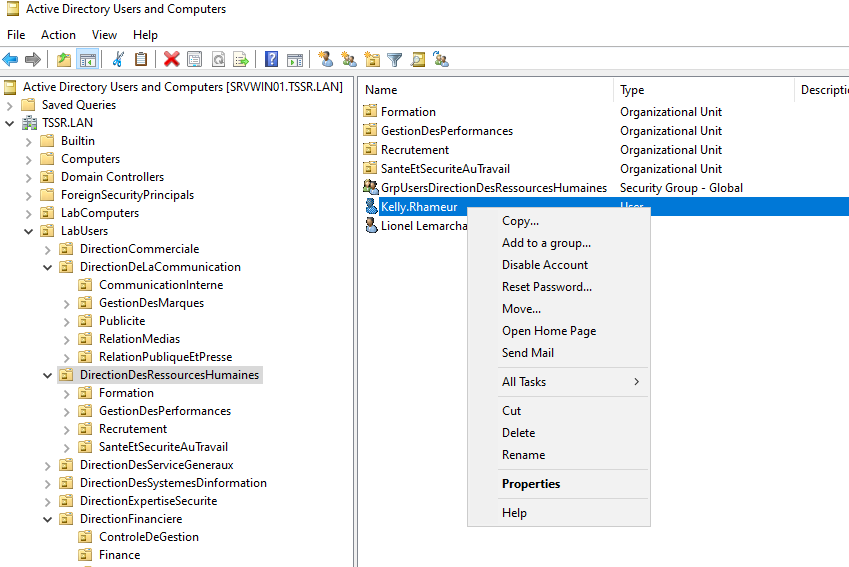 Active Directory Users and Computers
File Action View Help
Active Directory Users and Computers [SRVWIN01.TSSR.LAN]
Saved Queries
TSSR.LAN
Builtin
Computers
Domain Controllers
ForeignSecurityPrincipals
LabComputers
LabUsers
DirectionCommerciale
DirectionDeLaCommunication
CommunicationInterne
GestionDesMarques
Publicite
RelationMedias
RelationPubliqueEtPresse
DirectionDesRessourcesHumaines
Formation
GestionDesPerformances
Recrutement
SanteEtSecuriteAuTravail
DirectionDesServiceGeneraux
DirectionDesSystemesDinformation
DirectionExpertiseSecurite
DirectionFinanciere
ControleDeGestion
Finance
Name Type Descripti
Formation Organizational Unit
GestionDesPerformances Organizational Unit
Recrutement Organizational Unit
SanteEtSecuriteAuTravail Organizational Unit
GrpUsersDirectionDesRessourcesHumaines Security Group - Global
Kelly.Rhameur User
Lionel Lemarcha
Copy...
Add to a group...
Disable Account
Reset Password...
Move...
Open Home Page
Send Mail
All Tasks
Cut
Delete
Rename
Properties
Help